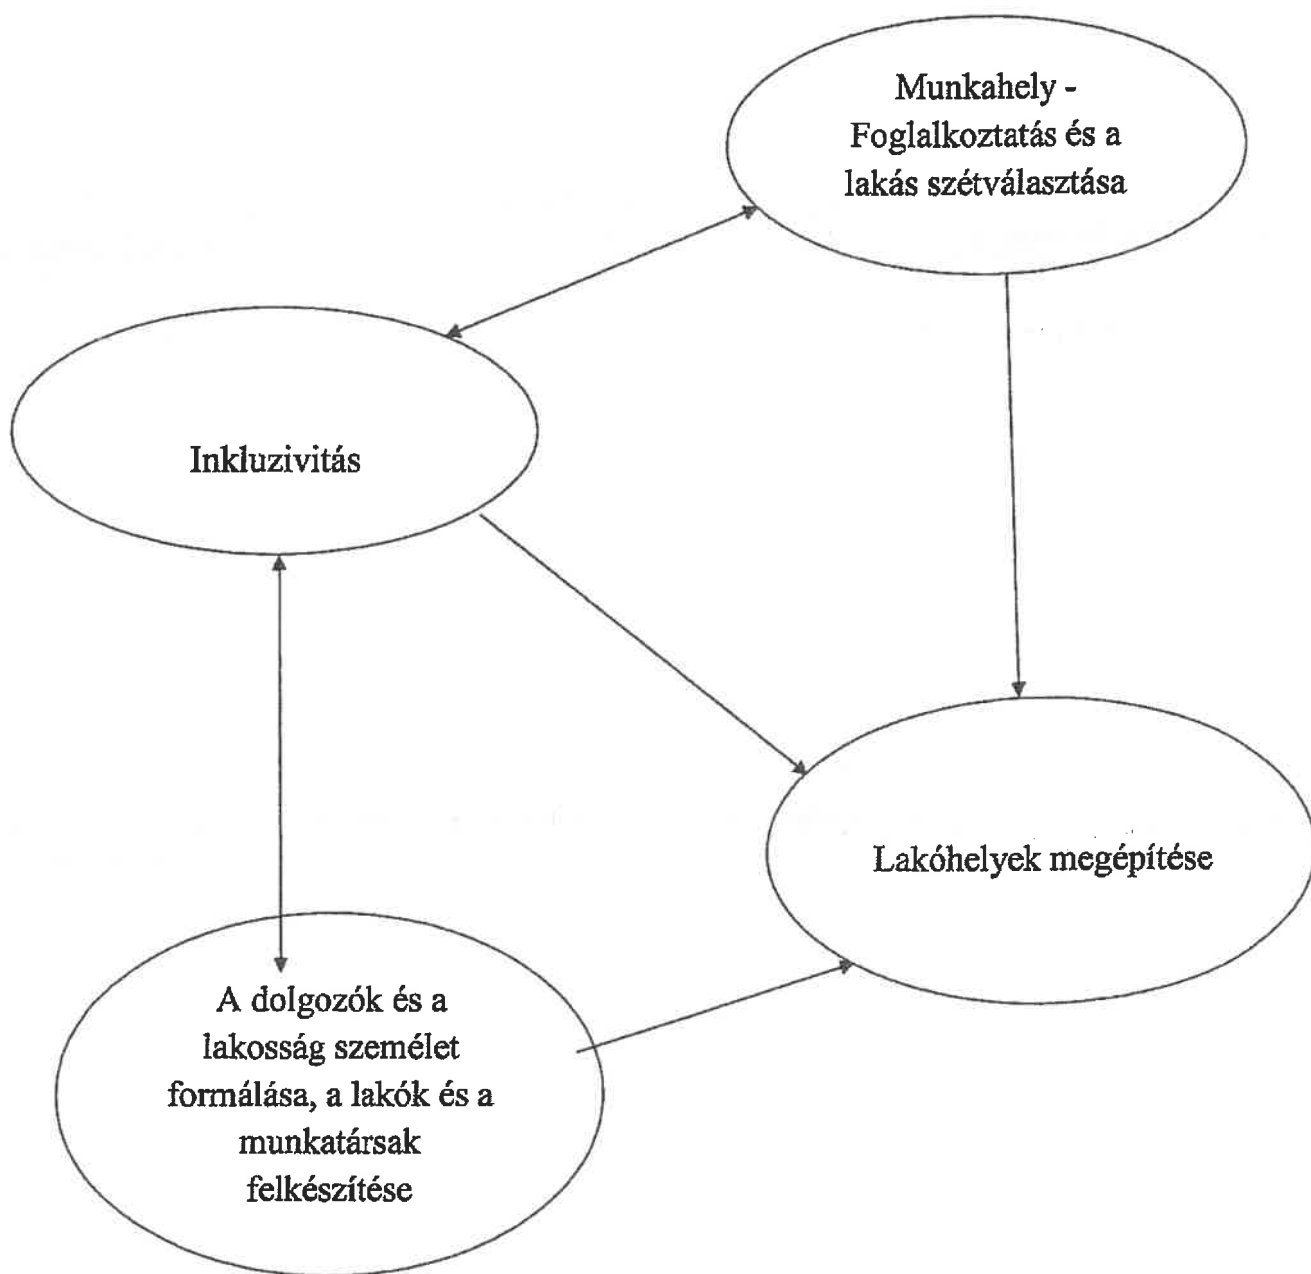 Munkahely -
Foglalkoztatás és a
lakás szétválasztása
Inkluzivitás
Lakóhelyek megépítése
A dolgozók és a
lakosság személet
formálása, a lakók és a
munkatársak
felkészítése